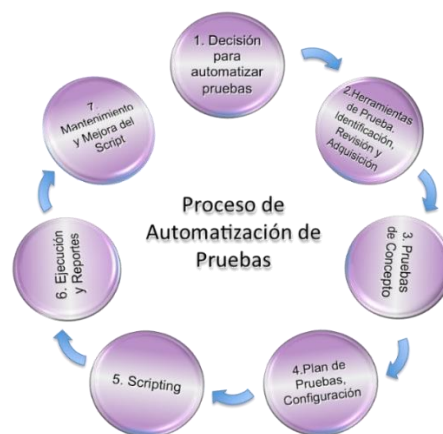 1. Decisión
para
automatizar
pruebas
2.Herramientas
de Prueba.
Identificación,
Revisión y
Adquisición
3. Pruebas
de Concepto
4.Plan de
Pruebas,
Configuración
5. Scripting
6. Ejecución
y Reportes
7.
Mantenimiento
y Mejora del
Script
Proceso de
Automatización de
Pruebas